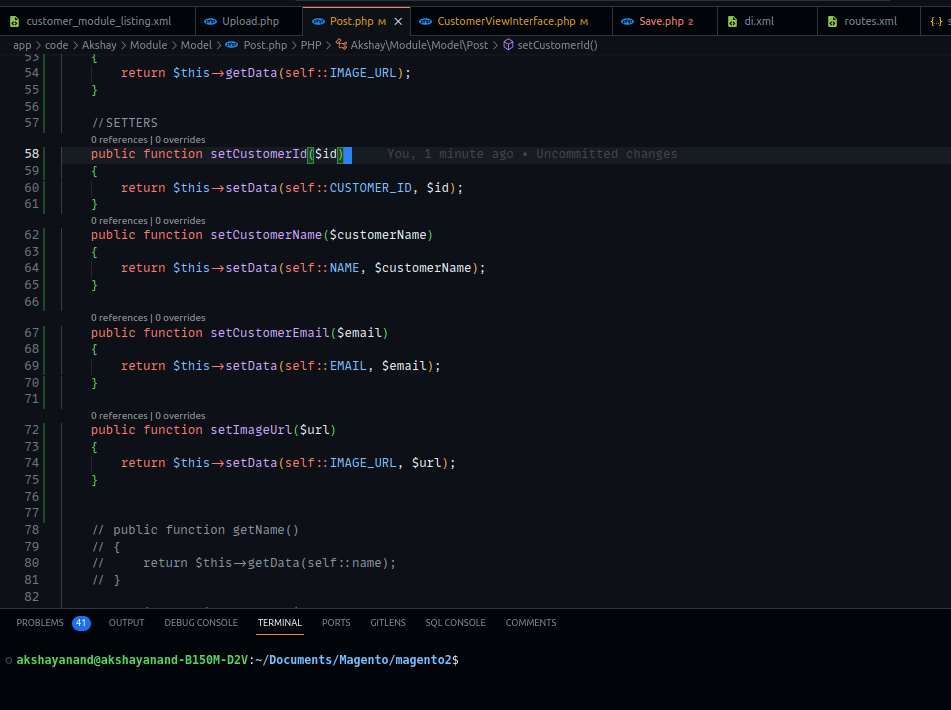 customer_module_listing.xml Upload.php Post.php M CustomerViewInterface.php M Save.php 2 di.xml routes.xml {} s
app > code > Akshay > Module > Model > Post.php > PHP > Akshay\Module\Model\Post > setCustomerId()
53 {
54 return $this->getData(self::IMAGE_URL);
55 }
56
57 //SETTERS
0 references | 0 overrides
58 public function setCustomerId($id) You, 1 minute ago • Uncommitted changes
59 {
60 return $this->setData(self::CUSTOMER_ID, $id);
61 }
0 references | 0 overrides
62 public function setCustomerName($customerName)
63 {
64 return $this->setData(self::NAME, $customerName);
65 }
66
0 references | 0 overrides
67 public function setCustomerEmail($email)
68 {
69 return $this->setData(self::EMAIL, $email);
70 }
71
0 references | 0 overrides
72 public function setImageUrl($url)
73 {
74 return $this->setData(self::IMAGE_URL, $url);
75 }
76
77
78 // public function getName()
79 // {
80 // return $this->getData(self::name);
81 // }
82
PROBLEMS 41 OUTPUT DEBUG CONSOLE TERMINAL PORTS GITLENS SQL CONSOLE COMMENTS
akshayanand@akshayanand-B150M-D2V:~/Documents/Magento/magento2$